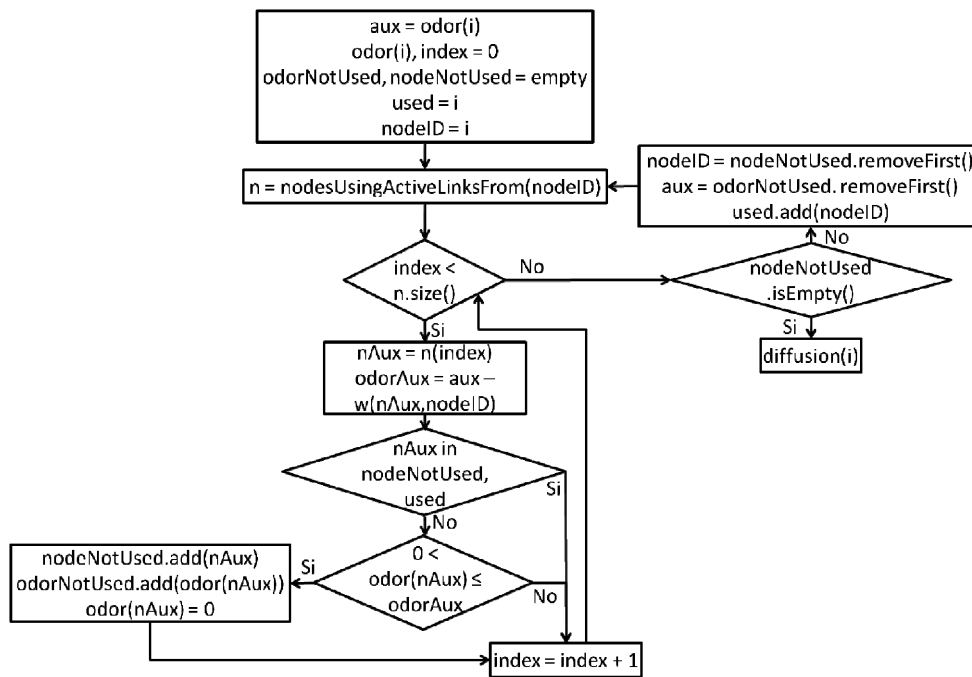 aux = odor(i)
odor(i), index = 0
odorNotUsed, nodeNotUsed = empty
used = i
nodeID = i
n = nodesUsingActiveLinksFrom(nodeID)
nodeID = nodeNotUsed.removeFirst()
aux = odorNotUsed. removeFirst()
used.add(nodeID)
No
index <
n.size()
No
nodeNotUsed
.isEmpty()
Si
Si
diffusion(i)
nAux = n(index)
odorAux = aux –
w(nAux,nodeID)
nAux in
nodeNotUsed,
used
Si
No
0 <
odor(nAux) ≤
odorAux
Si
No
nodeNotUsed.add(nAux)
odorNotUsed.add(odor(nAux))
odor(nAux) = 0
index = index + 1